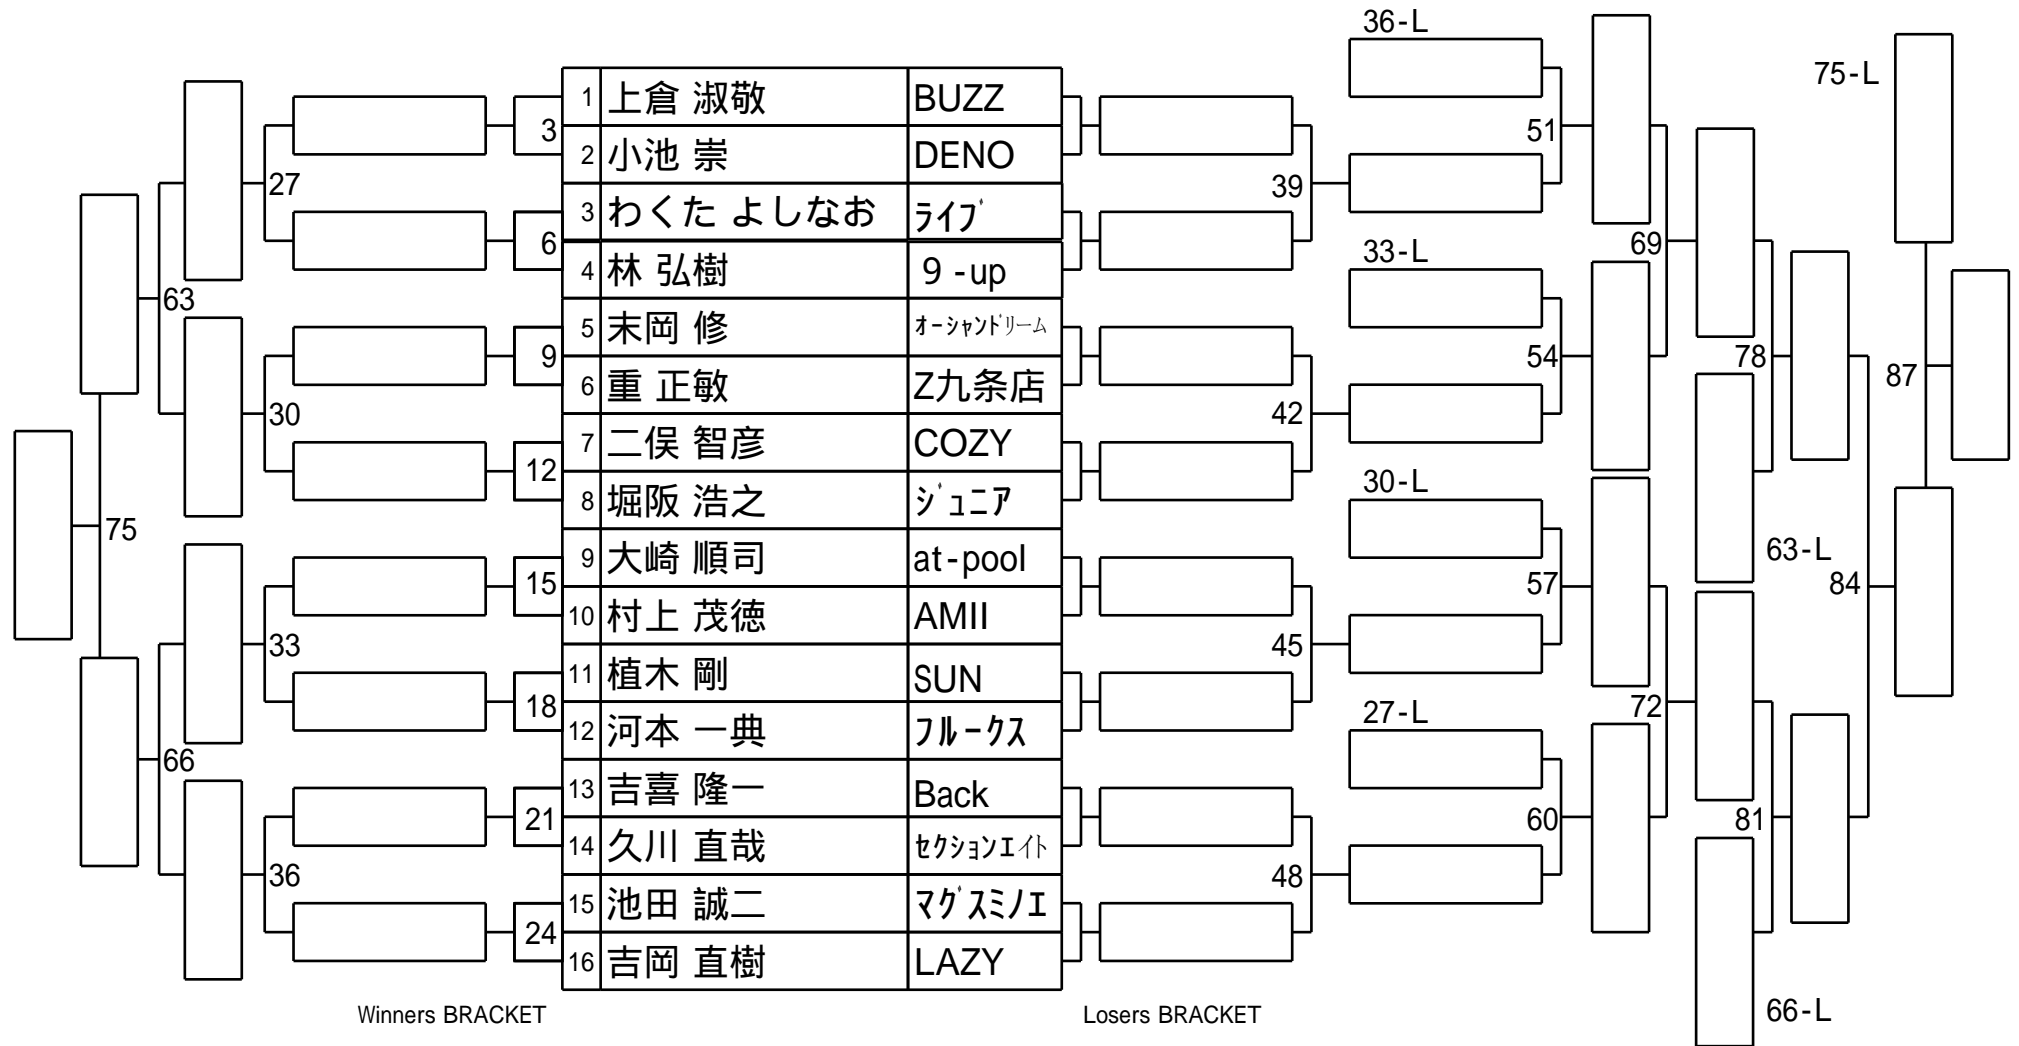 36-L
75-L
1 上倉 淑敬 BUZZ
3
51
2 小池 崇 DENO
27
39
3 わくた よしなお ライブ
6
69
33-L
4 林 弘樹 9-up
63
5 末岡 修 オーシャンドリーム
9
54
78
87
6 重 正敏 Z九条店
30
42
7 二俣 智彦 COZY
12
30-L
8 堀阪 浩之 ジュニア
75
63-L
9 大崎 順司 at-pool
15
57
84
10 村上 茂徳 AMII
33
45
11 植木 剛 SUN
18
72
27-L
12 河本 一典 フルークス
66
13 吉喜 隆一 Back
21
60
81
14 久川 直哉 セクションエイト
36
48
15 池田 誠二 マグスミノエ
24
16 吉岡 直樹 LAZY
Winners BRACKET
Losers BRACKET
66-L